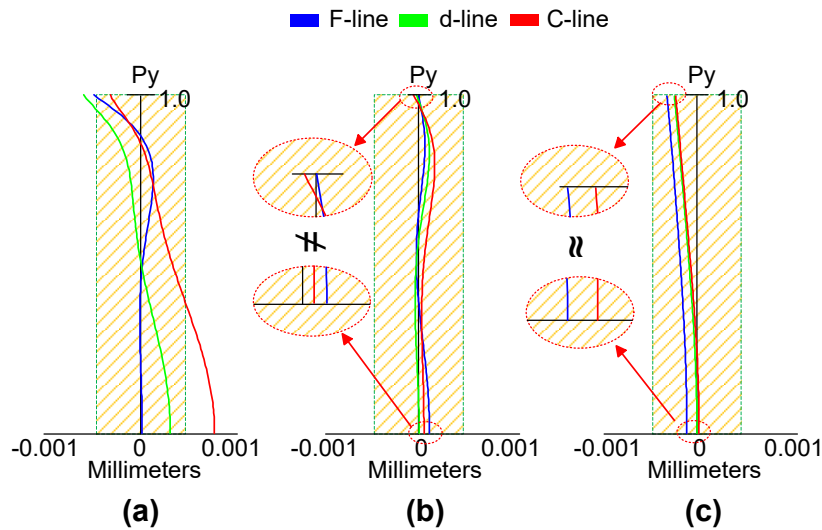 F-line d-line C-line
Py Py Py
1.0 1.0 1.0
≠
≈
-0.001 0 0.001 -0.001 0 0.001 -0.001 0 0.001
Millimeters Millimeters Millimeters
(a) (b) (c)